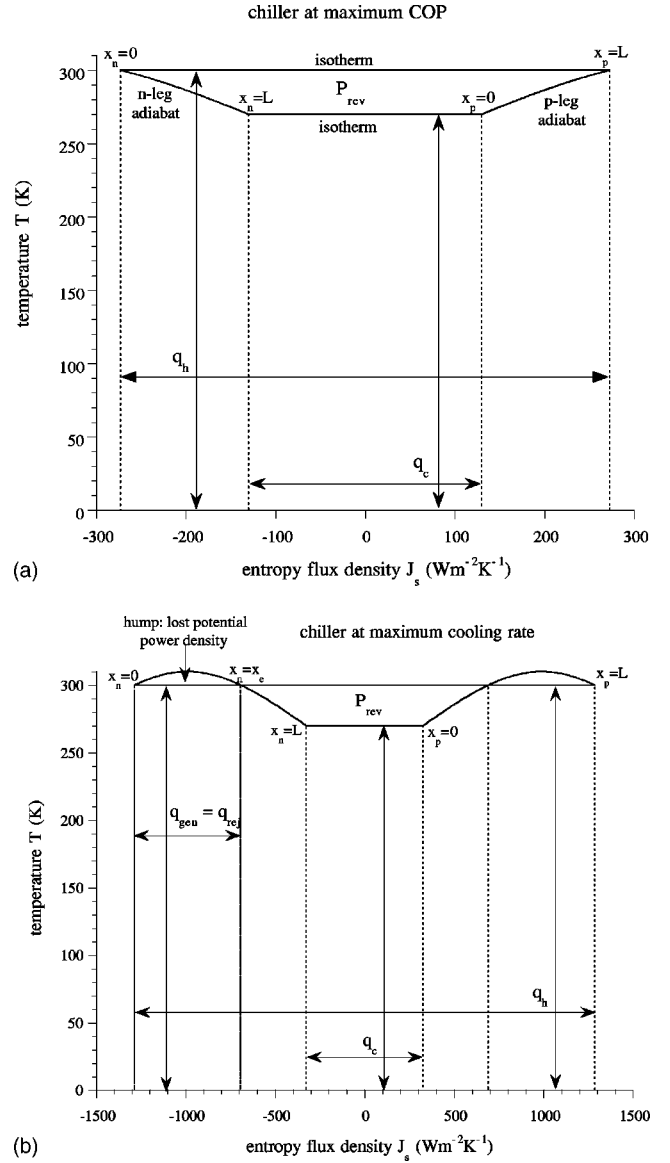 chiller at maximum COP
x_n=0
isotherm
x_p=L
300
n-leg
adiabat
x_n=L
P_rev
x_p=0
p-leg
adiabat
isotherm
250
200
150
100
50
0
temperature T (K)
q_h
q_c
-300 -200 -100 0 100 200 300
(a)
entropy flux density J_s (Wm^-2K^-1)
hump: lost potential
power density
chiller at maximum cooling rate
x_n=0
x_n=x_e
x_p=L
300
P_rev
x_n=L
x_p=0
250
200
150
100
50
0
temperature T (K)
q_gen = q_rej
q_h
q_c
-1500 -1000 -500 0 500 1000 1500
(b)
entropy flux density J_s (Wm^-2K^-1)